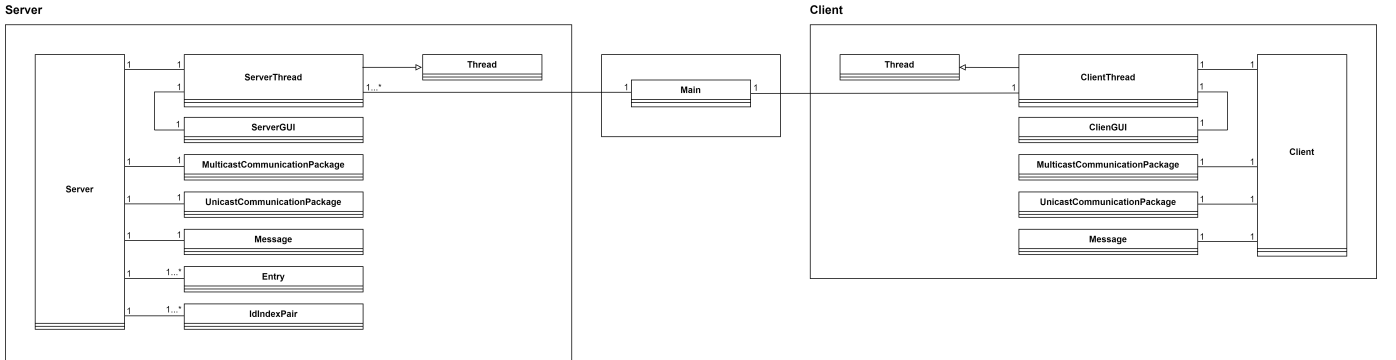 Server
Client
1
1
ServerThread
Thread
1
1...*
1
ServerGUI
Server
1
1
MulticastCommunicationPackage
1
1
UnicastCommunicationPackage
1
1
Message
1
1...*
Entry
1
1...*
IdIndexPair
1
Main
1
Thread
ClientThread
1
1
1
1
ClienGUI
1
Client
MulticastCommunicationPackage
1
1
UnicastCommunicationPackage
1
1
Message
1
1